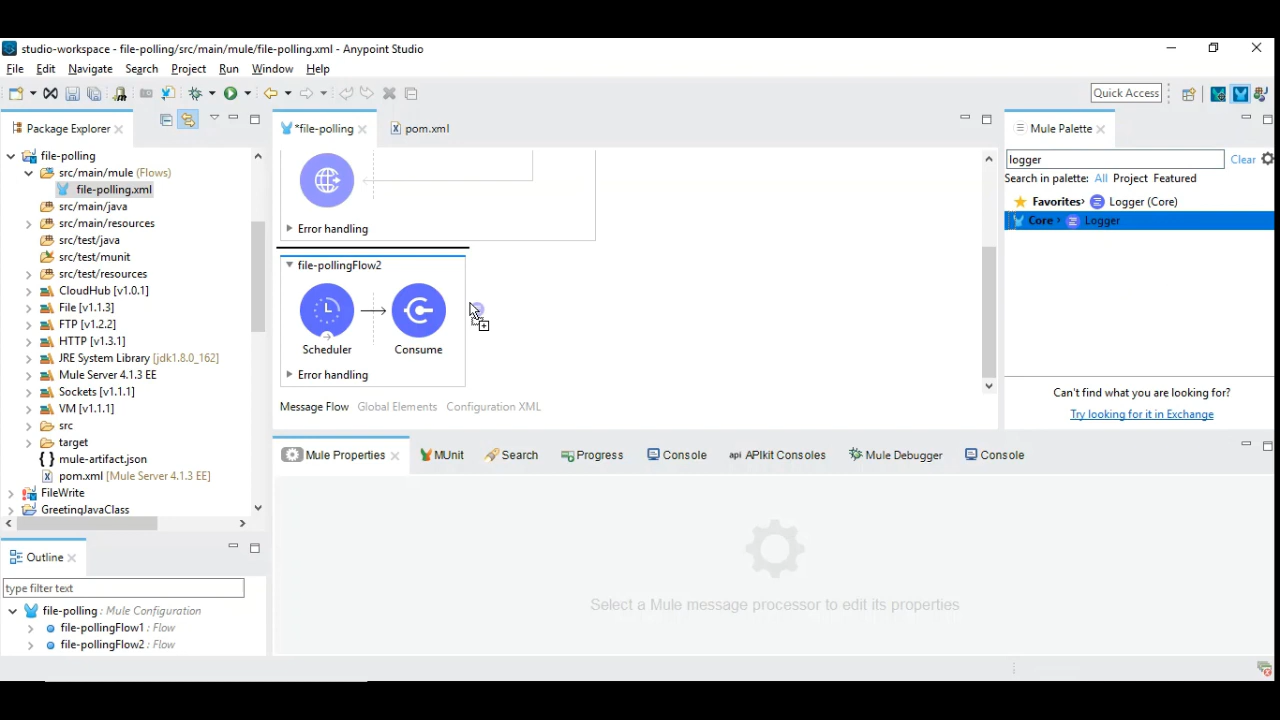 studio-workspace - file-polling/src/main/mule/file-polling.xml - Anypoint Studio
File Edit Navigate Search Project Run Window Help
Quick Access
Package Explorer
*file-polling
pom.xml
Mule Palette
file-polling
src/main/mule (Flows)
file-polling.xml
src/main/java
src/main/resources
src/test/java
src/test/munit
src/test/resources
CloudHub [v1.0.1]
File [v1.1.3]
FTP [v1.2.2]
HTTP [v1.3.1]
JRE System Library [jdk1.8.0_162]
Mule Server 4.1.3 EE
Sockets [v1.1.1]
VM [v1.1.1]
src
target
mule-artifact.json
pom.xml [Mule Server 4.1.3 EE]
FileWrite
GreetingJavaClass
Error handling
file-pollingFlow2
Scheduler
Consume
Error handling
Message Flow Global Elements Configuration XML
logger
Clear
Search in palette: All Project Featured
Favorites> Logger (Core)
Core > Logger
Can't find what you are looking for?
Try looking for it in Exchange
Mule Properties
MUnit
Search
Progress
Console
api APIkit Consoles
Mule Debugger
Console
Select a Mule message processor to edit its properties
Outline
type filter text
file-polling : Mule Configuration
file-pollingFlow1 : Flow
file-pollingFlow2 : Flow